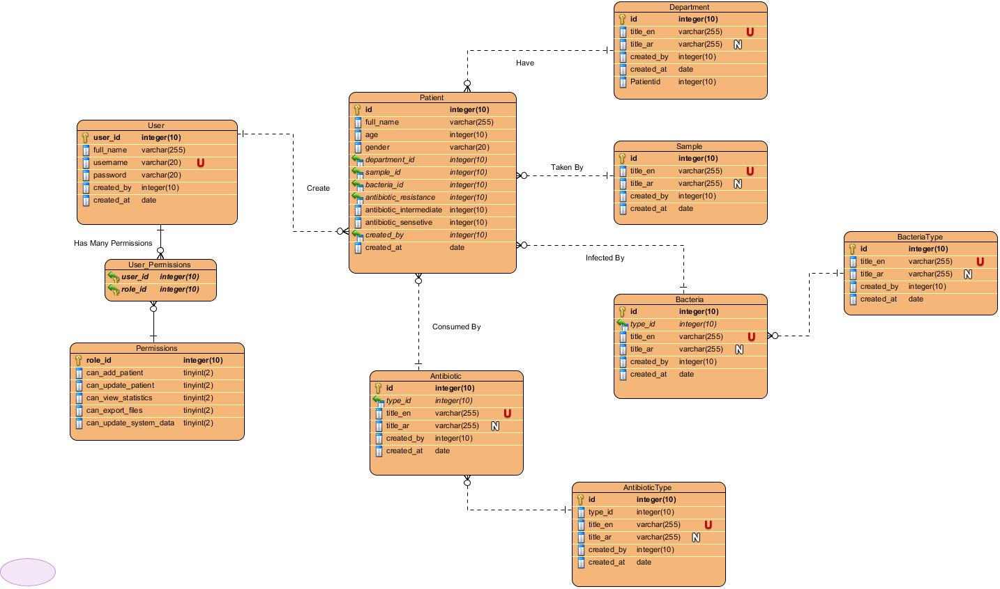 Department
id integer(10)
title_en varchar(255) U
title_ar varchar(255) N
created_by integer(10)
created_at date
Patientid integer(10)
Have
Patient
id integer(10)
full_name varchar(255)
age integer(10)
gender varchar(20)
department_id integer(10)
sample_id integer(10)
bacteria_id integer(10)
antibiotic_resistance integer(10)
antibiotic_intermediate integer(10)
antibiotic_sensetive integer(10)
created_by integer(10)
created_at date
User
user_id integer(10)
full_name varchar(255)
username varchar(20) U
password varchar(20)
created_by integer(10)
created_at date
Create
Taken By
Sample
id integer(10)
title_en varchar(255) U
title_ar varchar(255) N
created_by integer(10)
created_at date
Has Many Permissions
User_Permissions
user_id integer(10)
role_id integer(10)
Infected By
BacteriaType
id integer(10)
title_en varchar(255) U
title_ar varchar(255) N
created_by integer(10)
created_at date
Bacteria
id integer(10)
type_id integer(10)
title_en varchar(255) U
title_ar varchar(255) N
created_by integer(10)
created_at date
Consumed By
Permissions
role_id integer(10)
can_add_patient tinyint(2)
can_update_patient tinyint(2)
can_view_statistics tinyint(2)
can_export_files tinyint(2)
can_update_system_data tinyint(2)
Antibiotic
id integer(10)
type_id integer(10)
title_en varchar(255) U
title_ar varchar(255) N
created_by integer(10)
created_at date
AntibioticType
id integer(10)
type_id integer(10)
title_en varchar(255) U
title_ar varchar(255) N
created_by integer(10)
created_at date